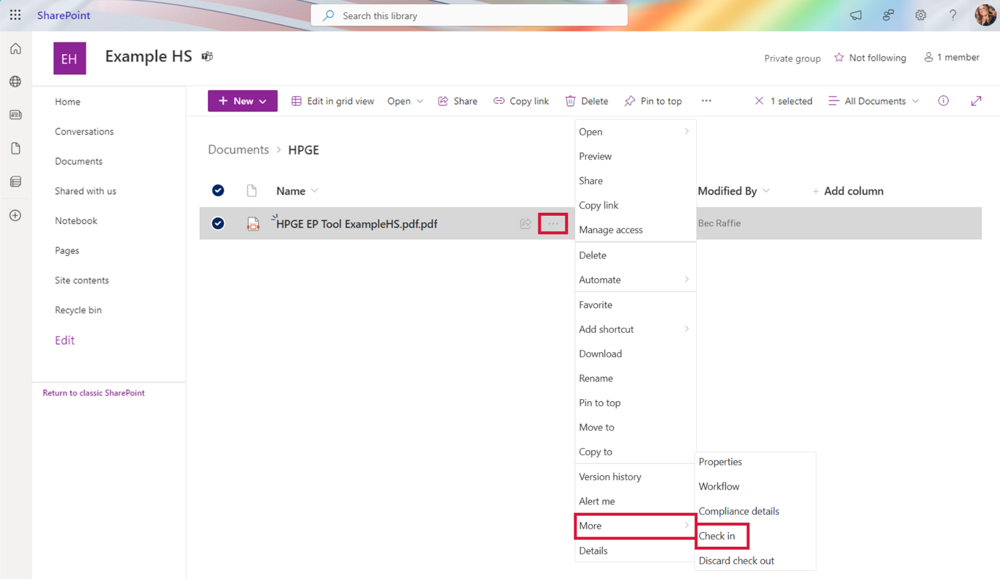 SharePoint
Search this library
?
EH
Example HS
Private group
Not following
1 member
Home
Conversations
Documents
Shared with us
Notebook
Pages
Site contents
Recycle bin
Edit
Return to classic SharePoint
+ New
Edit in grid view
Open
Share
Copy link
Delete
Pin to top
...
1 selected
All Documents
Documents > HPGE
Name
Modified By
+ Add column
HPGE EP Tool ExampleHS.pdf.pdf
...
Bec Raffie
Open
Preview
Share
Copy link
Manage access
Delete
Automate
Favorite
Add shortcut
Download
Rename
Pin to top
Move to
Copy to
Version history
Alert me
More
Details
Properties
Workflow
Compliance details
Check in
Discard check out